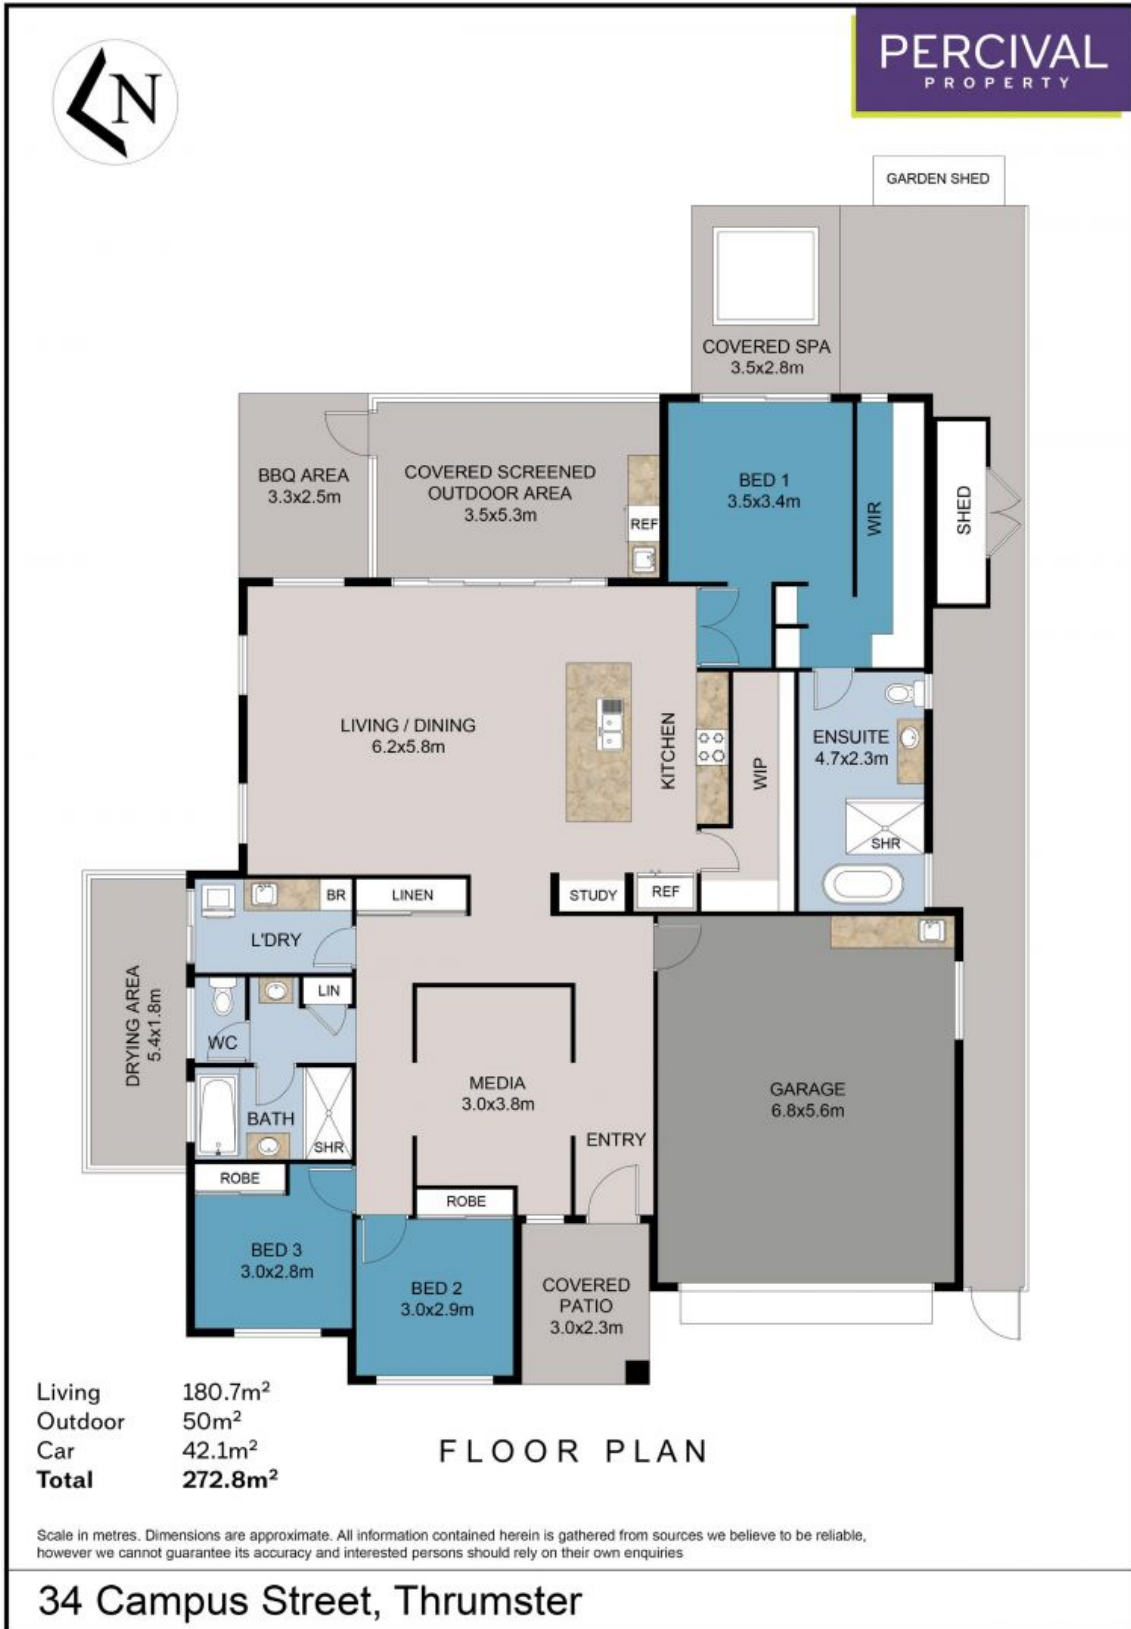 N
PERCIVAL
PROPERTY
GARDEN SHED
COVERED SPA
3.5x2.8m
BBQ AREA
3.3x2.5m
COVERED SCREENED
OUTDOOR AREA
3.5x5.3m
REF
BED 1
3.5x3.4m
WIR
SHED
LIVING / DINING
6.2x5.8m
KITCHEN
WIP
ENSUITE
4.7x2.3m
SHR
BR
LINEN
STUDY
REF
L'DRY
DRYING AREA
5.4x1.8m
LIN
WC
MEDIA
3.0x3.8m
GARAGE
6.8x5.6m
BATH
SHR
ENTRY
ROBE
ROBE
BED 3
3.0x2.8m
BED 2
3.0x2.9m
COVERED
PATIO
3.0x2.3m
Living 180.7m²
Outdoor 50m²
Car 42.1m²
Total 272.8m²
FLOOR PLAN
Scale in metres. Dimensions are approximate. All information contained herein is gathered from sources we believe to be reliable,
however we cannot guarantee its accuracy and interested persons should rely on their own enquiries
34 Campus Street, Thrumster